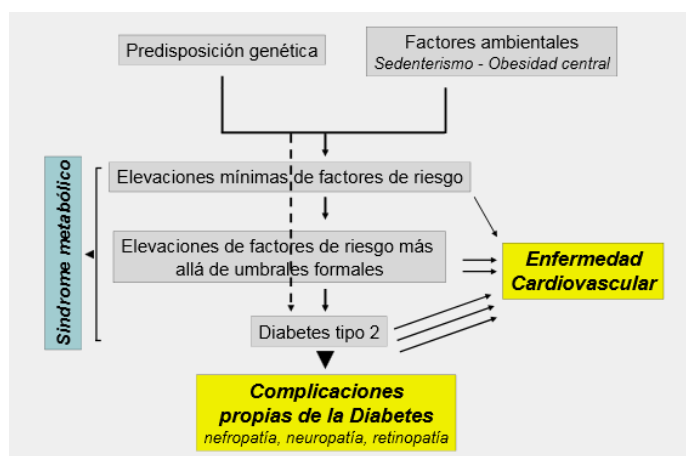 Predisposición genética
Factores ambientales
Sedenterismo - Obesidad central
Síndrome metabólico
Elevaciones mínimas de factores de riesgo
Elevaciones de factores de riesgo más
allá de umbrales formales
Enfermedad
Cardiovascular
Diabetes tipo 2
Complicaciones
propias de la Diabetes
nefropatía, neuropatía, retinopatía